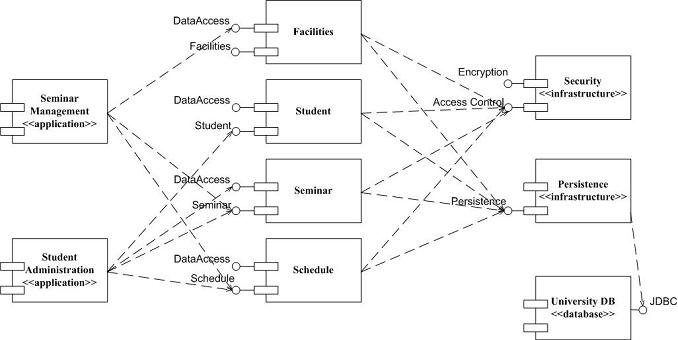 DataAccess
Facilities
Facilities
Seminar
Management
<<application>>
DataAccess
Student
Student
Encryption
Access Control
Security
<<infrastructure>>
DataAccess
Seminar
Seminar
Persistence
Persistence
<<infrastructure>>
Student
Administration
<<application>>
DataAccess
Schedule
Schedule
University DB
<<database>>
JDBC